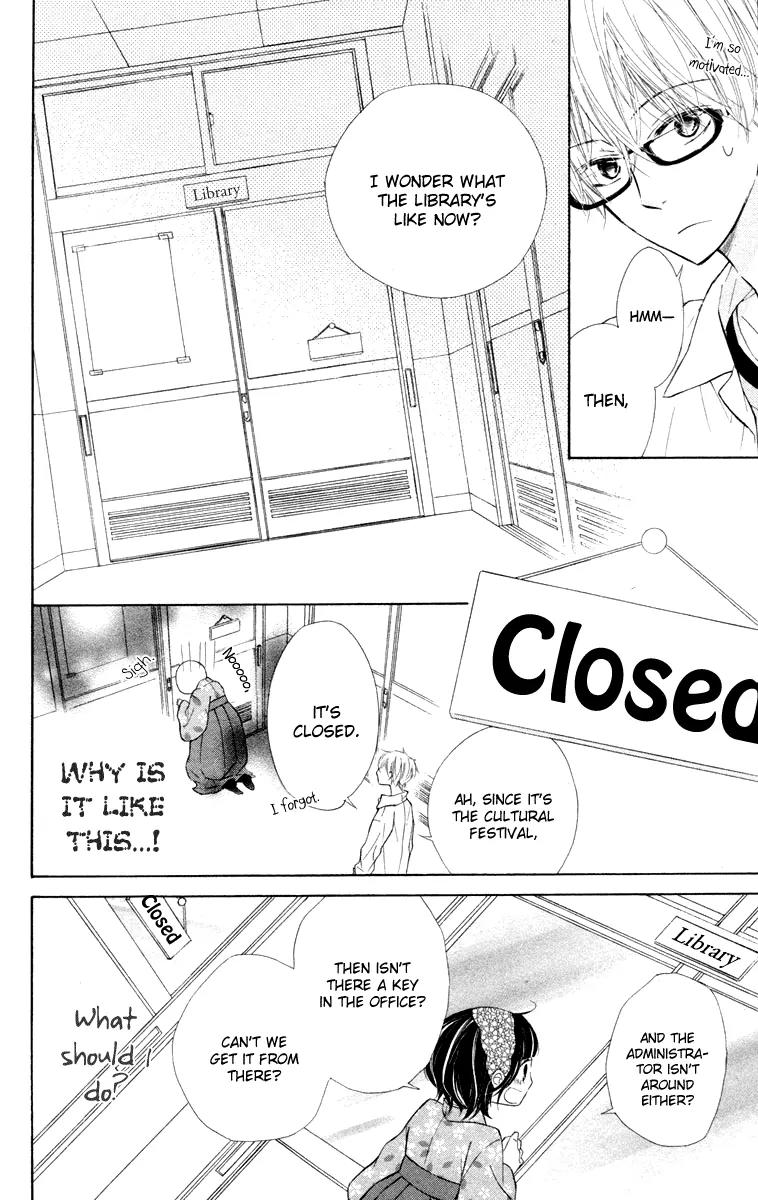 I'm so
motivated...
HMM—
THEN,
I WONDER WHAT
THE LIBRARY'S
LIKE NOW?
Library
Closed
AH, SINCE IT'S
THE CULTURAL
FESTIVAL,
IT'S
CLOSED.
I forgot.
Nooooo,
Sigh.
WHY IS
IT LIKE
THIS...!
Library
AND THE
ADMINISTRA-
TOR ISN'T
AROUND
EITHER?
THEN ISN'T
THERE A KEY
IN THE OFFICE?
CAN'T WE
GET IT FROM
THERE?
Closed
What
should I
do?